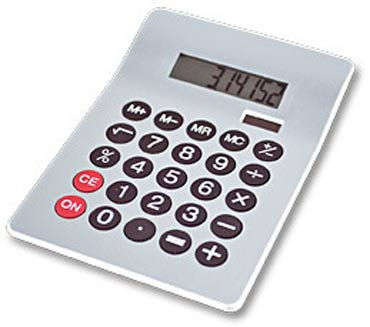 314152
M+ M- MR MC
√ 7 8 9 +/-
% 4 5 6 ÷
CE 1 2 3 ×
ON 0 · - +
-